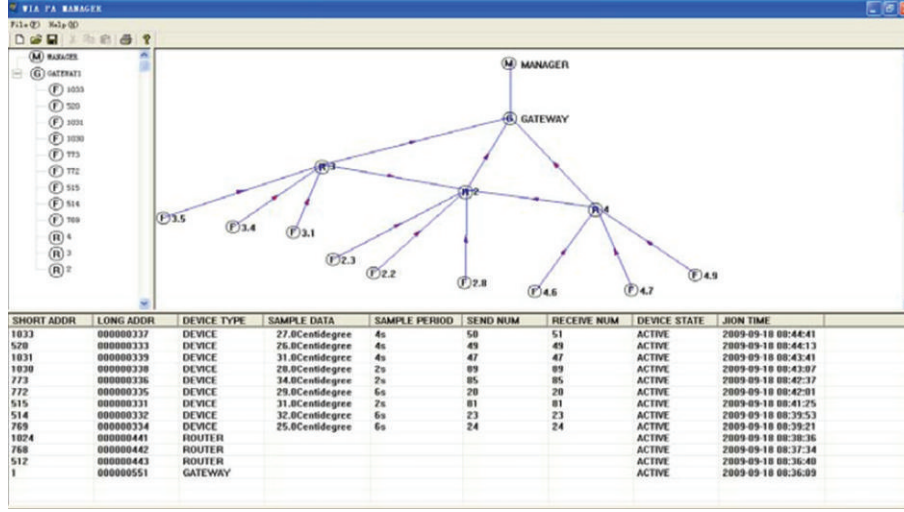 WIA PA MANAGER
File(F) Help(H)
M MANAGER
G GATEWAY1
F 1033
F 520
F 1031
F 1030
F 773
F 772
F 515
F 514
F 769
R 4
R 3
R 2
M MANAGER
G GATEWAY
R 3
R 2
R 4
F 3.5
F 3.4
F 3.1
F 2.3
F 2.2
F 2.8
F 4.6
F 4.7
F 4.9
SHORT ADDR LONG ADDR DEVICE TYPE SAMPLE DATA SAMPLE PERIOD SEND NUM RECEIVE NUM DEVICE STATE JION TIME
1033 000000337 DEVICE 27.0Centidegree 4s 50 51 ACTIVE 2009-09-18 08:44:41
520 000000333 DEVICE 26.0Centidegree 4s 49 49 ACTIVE 2009-09-18 08:44:13
1031 000000339 DEVICE 31.0Centidegree 4s 47 47 ACTIVE 2009-09-18 08:43:41
1030 000000338 DEVICE 28.0Centidegree 2s 89 89 ACTIVE 2009-09-18 08:43:07
773 000000336 DEVICE 34.0Centidegree 2s 85 85 ACTIVE 2009-09-18 08:42:37
772 000000335 DEVICE 29.0Centidegree 6s 20 20 ACTIVE 2009-09-18 08:42:01
515 000000331 DEVICE 31.0Centidegree 2s 81 81 ACTIVE 2009-09-18 08:41:25
514 000000332 DEVICE 32.0Centidegree 6s 23 23 ACTIVE 2009-09-18 08:39:53
769 000000334 DEVICE 25.0Centidegree 6s 24 24 ACTIVE 2009-09-18 08:39:21
1024 000000441 ROUTER ACTIVE 2009-09-18 08:38:36
768 000000442 ROUTER ACTIVE 2009-09-18 08:37:34
512 000000443 ROUTER ACTIVE 2009-09-18 08:36:40
1 000000551 GATEWAY ACTIVE 2009-09-18 08:36:09